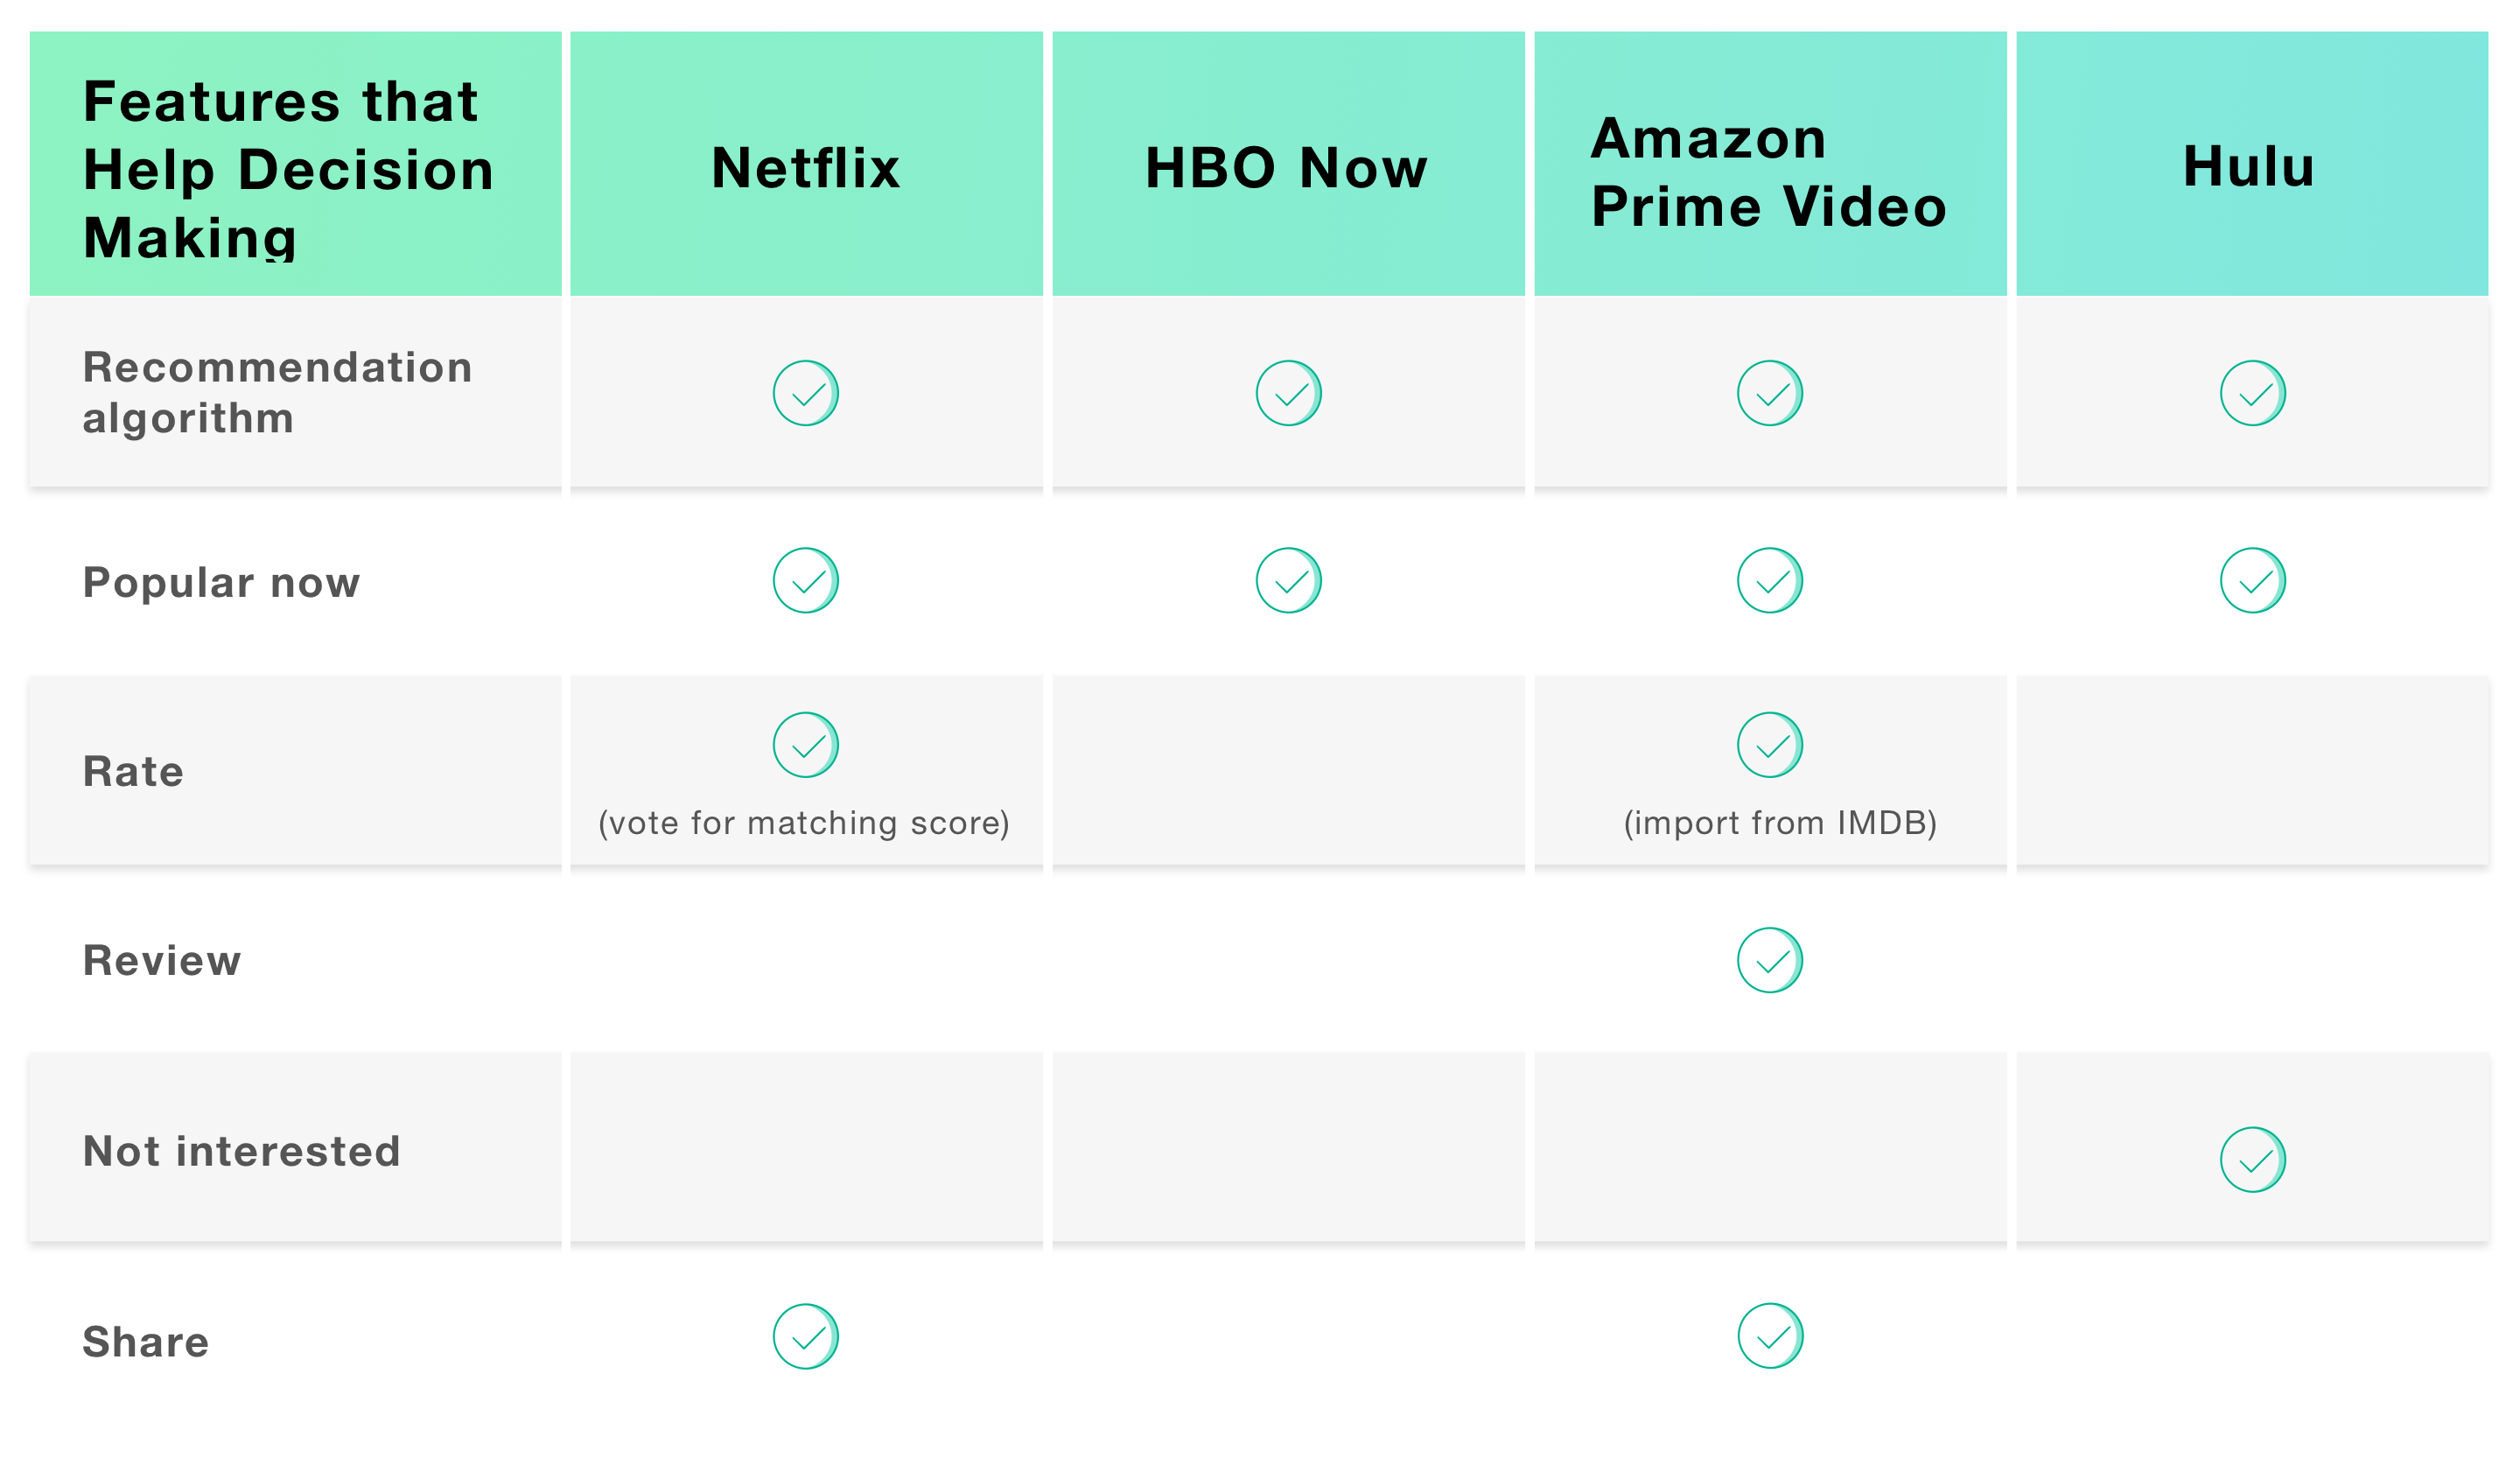 Features that
Help Decision
Making
Netflix
HBO Now
Amazon
Prime Video
Hulu
Recommendation
algorithm
Popular now
Rate
(vote for matching score)
(import from IMDB)
Review
Not interested
Share